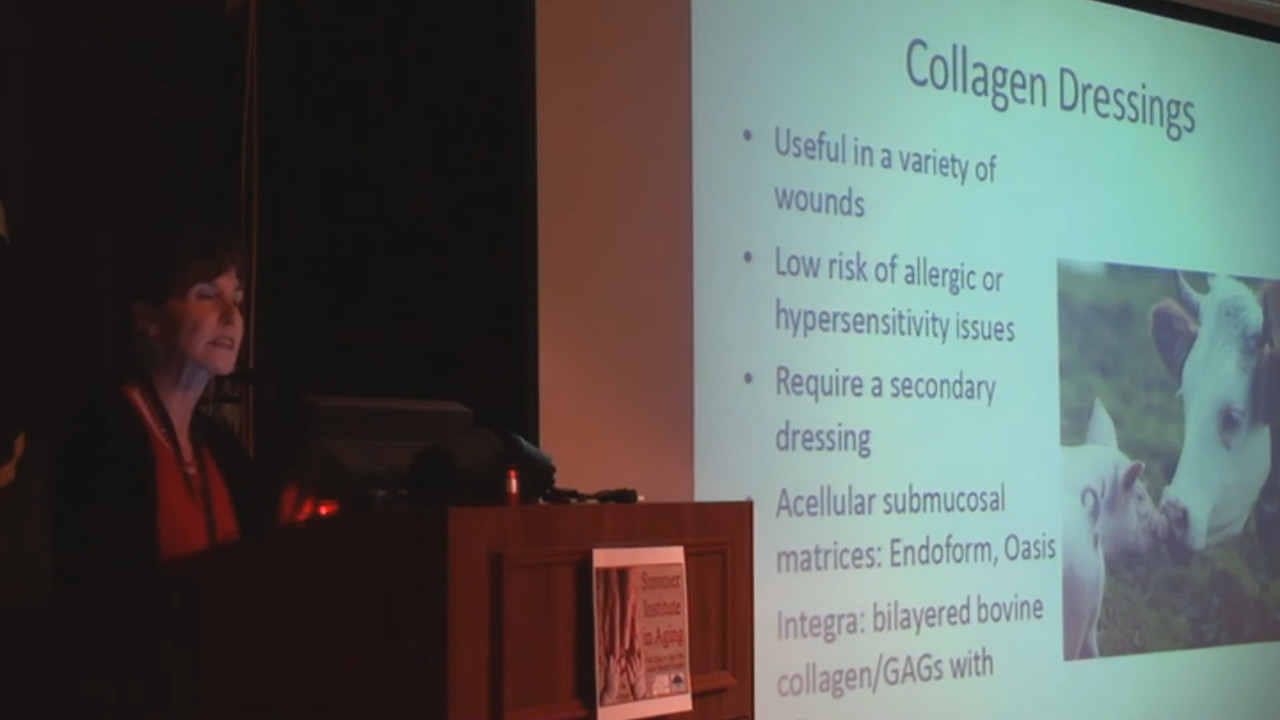 Collagen Dressings
• Useful in a variety of
wounds
• Low risk of allergic or
hypersensitivity issues
• Require a secondary
dressing
Acellular submucosal
matrices: Endoform, Oasis
Integra: bilayered bovine
collagen/GAGs with
Summer
Institute
in Aging